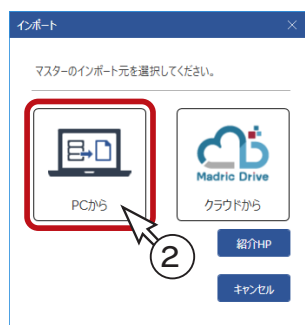 インポート
マスターのインポート元を選択してください。
Madric Drive
PCから
クラウドから
2
紹介HP
キャンセル